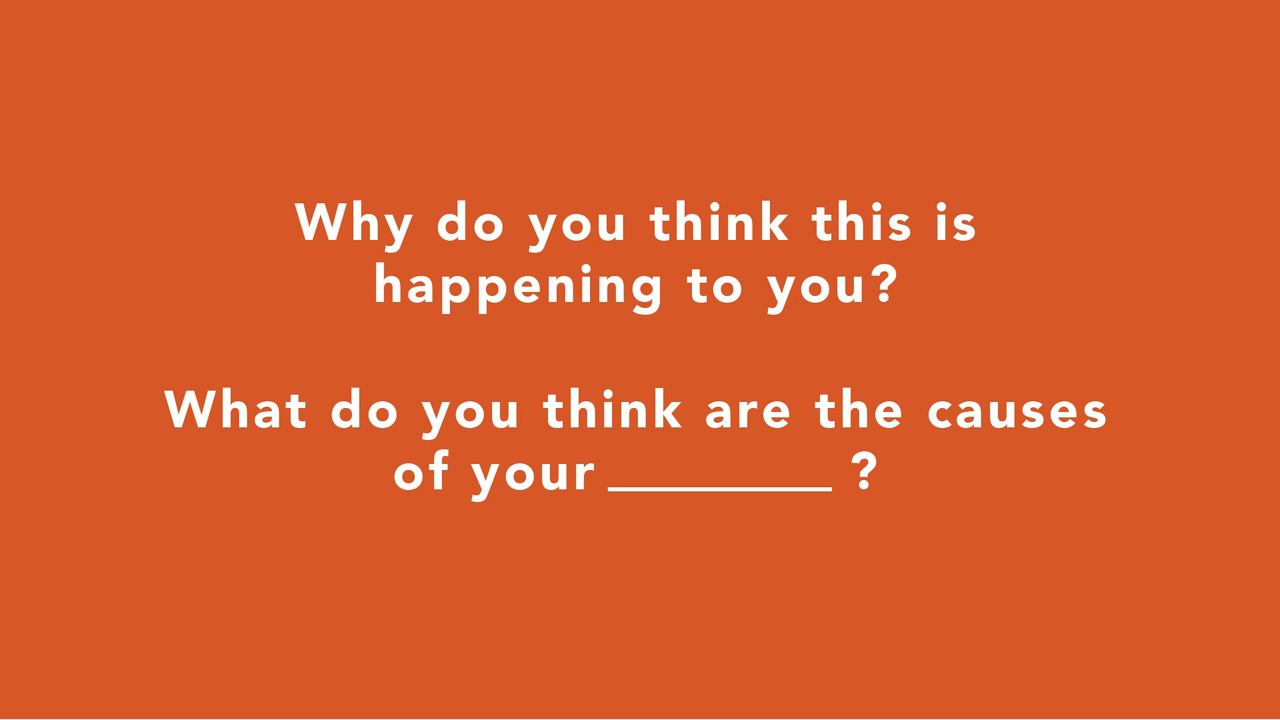 Why do you think this is
happening to you?
What do you think are the causes
of your ________ ?